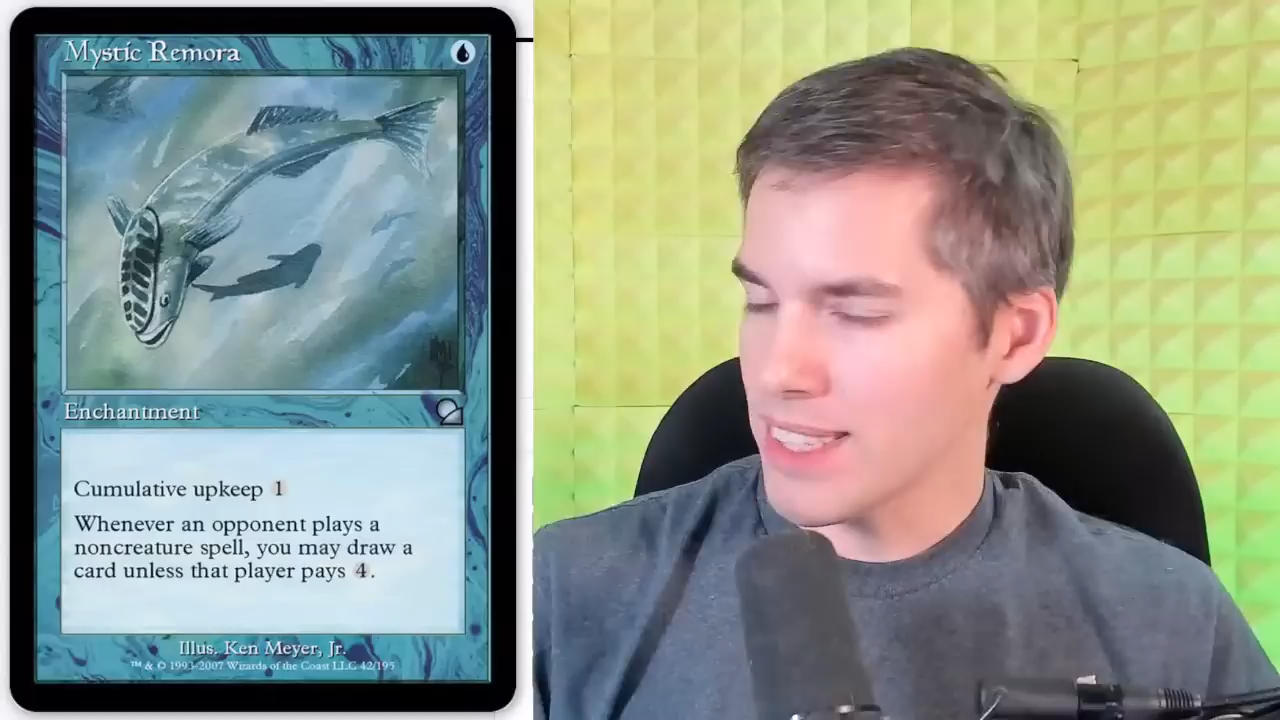 Mystic Remora
Enchantment
Cumulative upkeep 1
Whenever an opponent plays a
noncreature spell, you may draw a
card unless that player pays 4.
Illus. Ken Meyer, Jr.
™ & © 1993-2007 Wizards of the Coast LLC 42/195